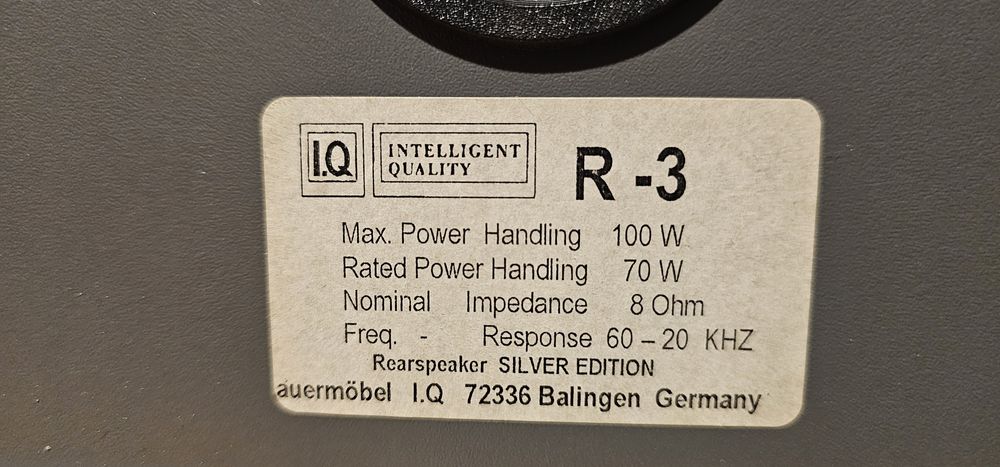 I.Q INTELLIGENT
QUALITY
R-3
Max. Power Handling 100 W
Rated Power Handling 70 W
Nominal Impedance 8 Ohm
Freq. - Response 60 – 20 KHZ
Rearspeaker SILVER EDITION
auermöbel I.Q 72336 Balingen Germany